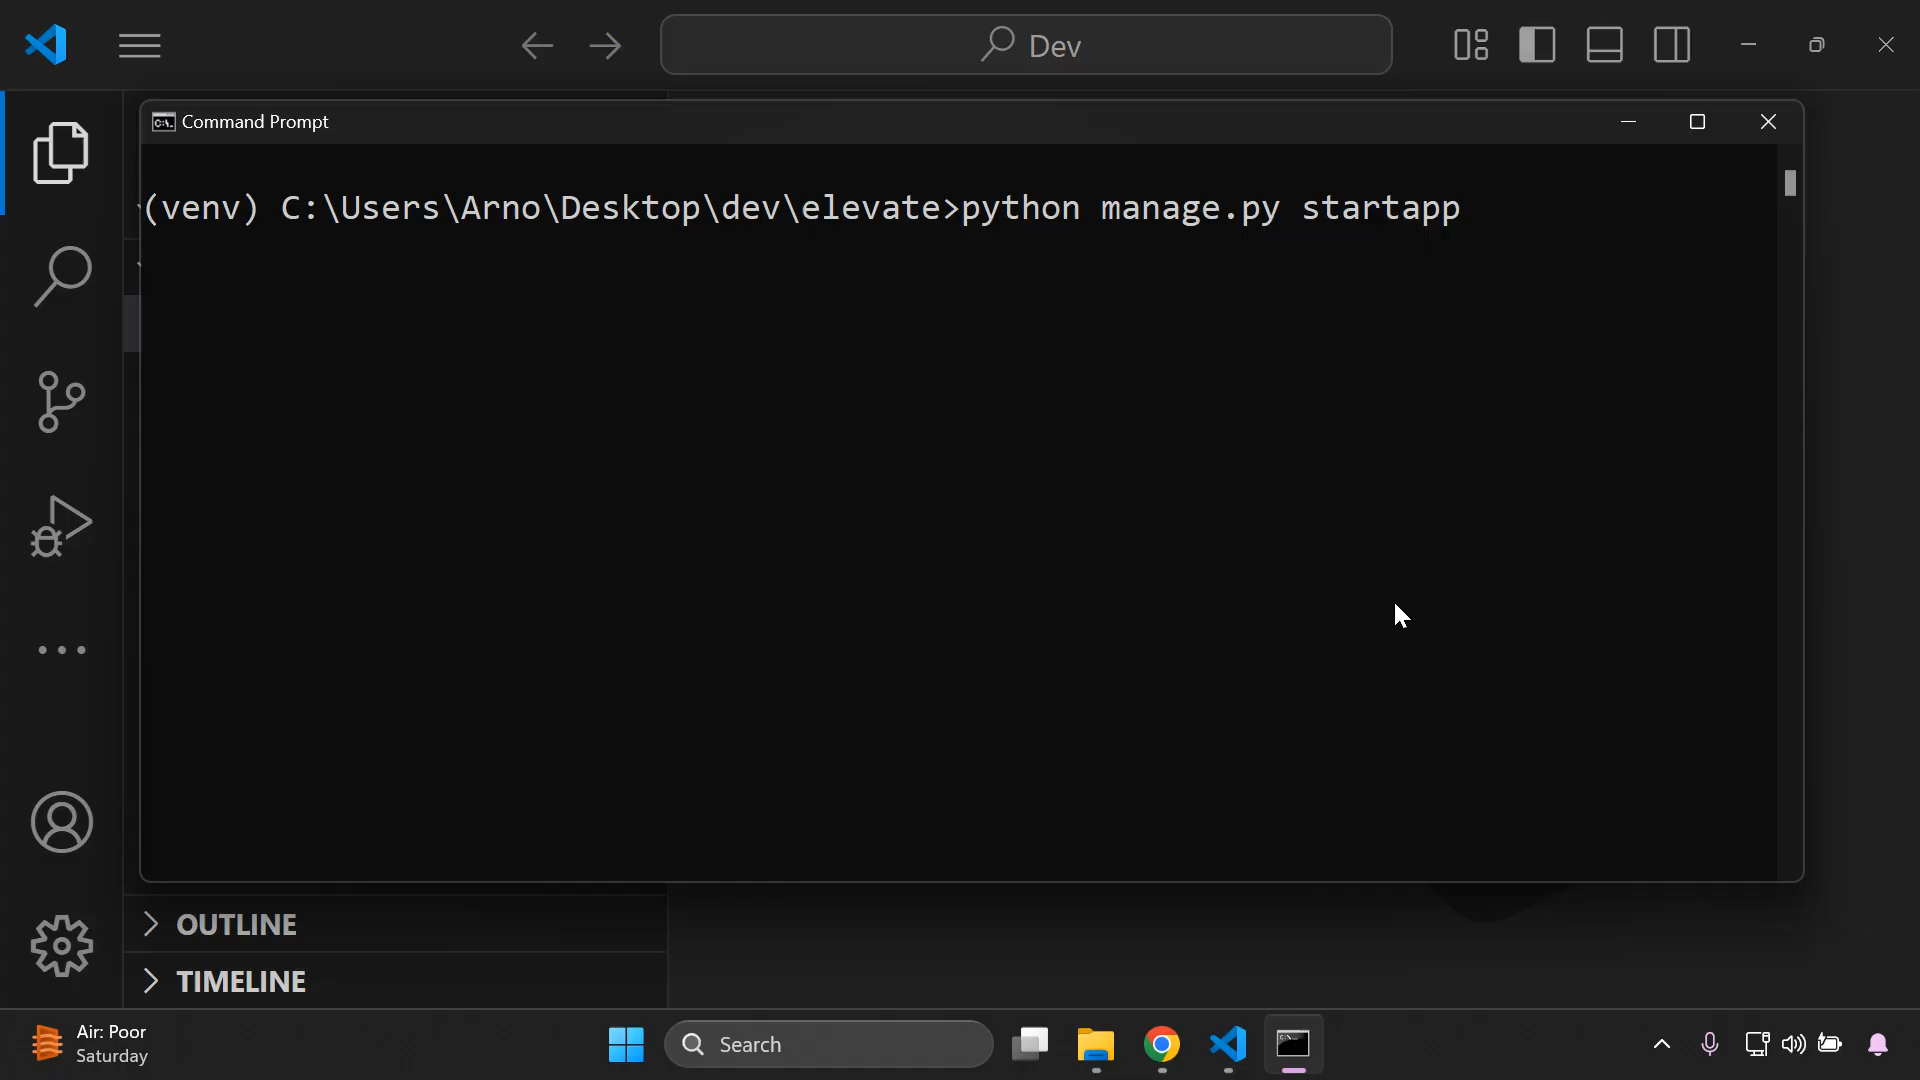 Dev
Command Prompt
(venv) C:\Users\Arno\Desktop\dev\elevate>python manage.py startapp
OUTLINE
TIMELINE
Air: Poor
Saturday
Search